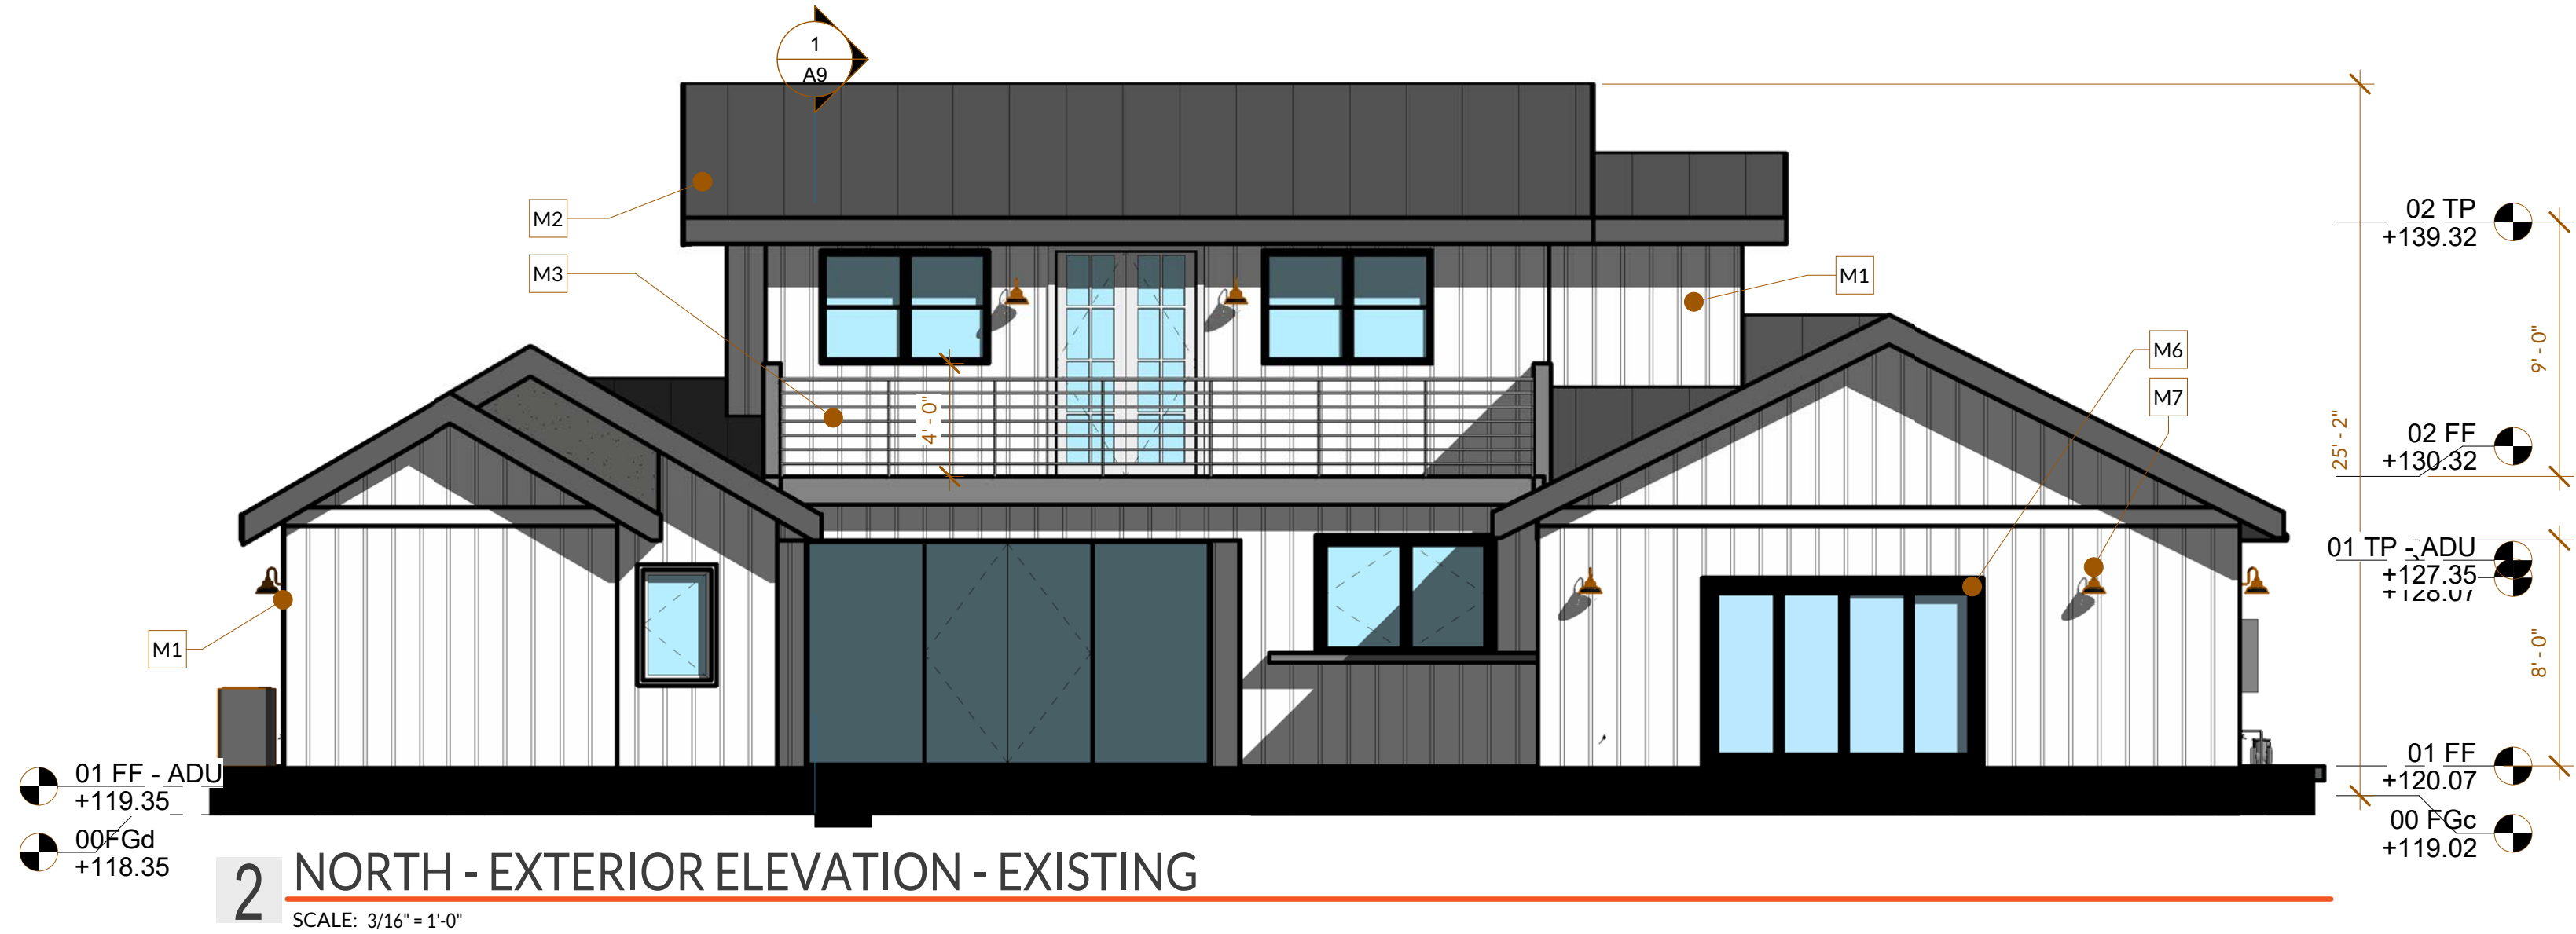 1
A9
M2
M3
M1
M6
M7
M1
4' - 0"
25' - 2"
9' - 0"
8' - 0"
02 TP
+139.32
02 FF
+130.32
01 TP - ADU
+127.35
+128.07
01 FF
+120.07
00 FGc
+119.02
01 FF - ADU
+119.35
00FGd
+118.35
2 NORTH - EXTERIOR ELEVATION - EXISTING
SCALE: 3/16" = 1'-0"